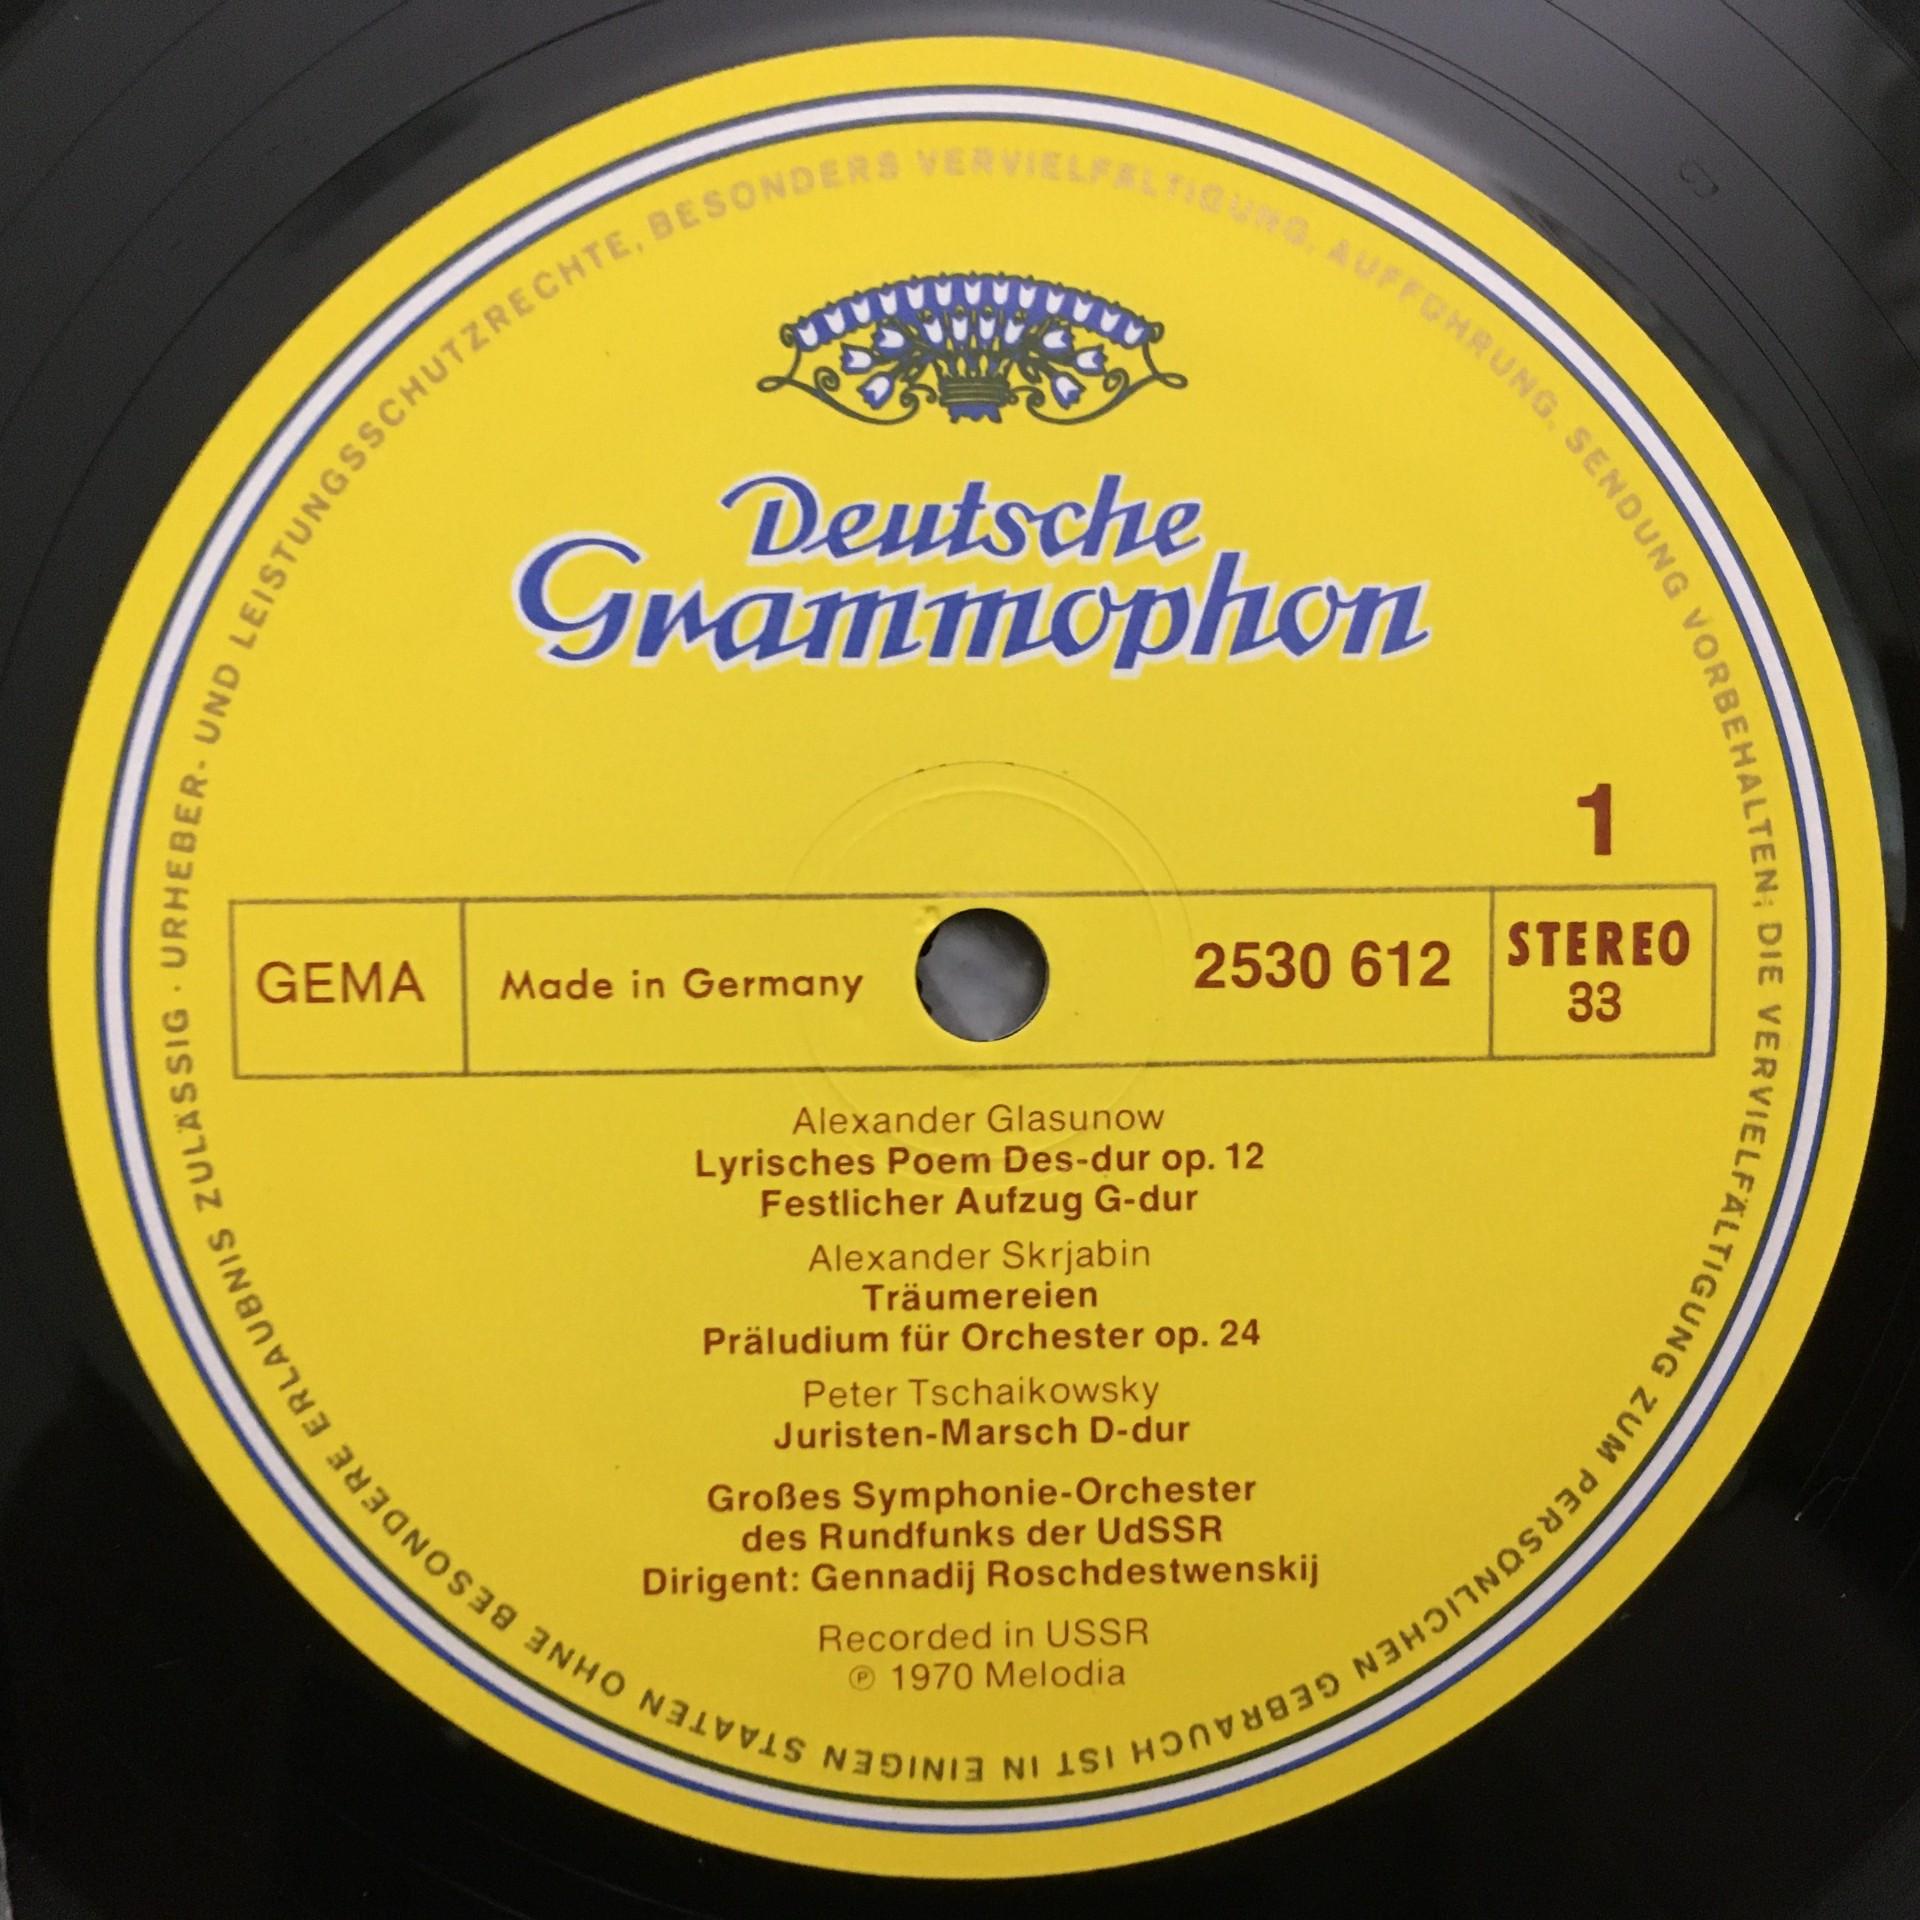 Deutsche
Grammophon
1
GEMA
Made in Germany
2530 612
STEREO
33
Alexander Glasunow
Lyrisches Poem Des-dur op. 12
Festlicher Aufzug G-dur
Alexander Skrjabin
Träumereien
Präludium für Orchester op. 24
Peter Tschaikowsky
Juristen-Marsch D-dur
Großes Symphonie-Orchester
des Rundfunks der UdSSR
Dirigent: Gennadij Roschdestwenskij
Recorded in USSR
℗ 1970 Melodia
URHEBER- UND LEISTUNGSSCHUTZRECHTE, BESONDERS VERVIELFÄLTIGUNG, AUFFÜHRUNG, SENDUNG VORBEHALTEN; DIE VERVIELFÄLTIGUNG ZUM PERSÖNLICHEN GEBRAUCH IST IN EINIGEN STAATEN OHNE BESONDERE ERLAUBNIS ZULÄSSIG ·